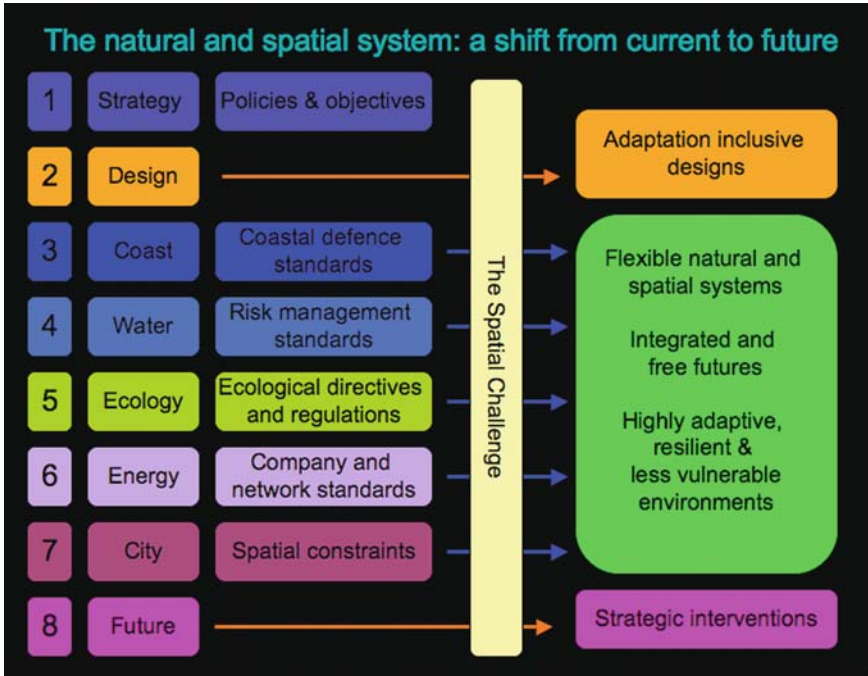 The natural and spatial system: a shift from current to future
1
Strategy
Policies & objectives
2
Design
3
Coast
Coastal defence
standards
4
Water
Risk management
standards
5
Ecology
Ecological directives
and regulations
6
Energy
Company and
network standards
7
City
Spatial constraints
8
Future
The Spatial Challenge
Adaptation inclusive
designs
Flexible natural and
spatial systems
Integrated and
free futures
Highly adaptive,
resilient &
less vulnerable
environments
Strategic interventions